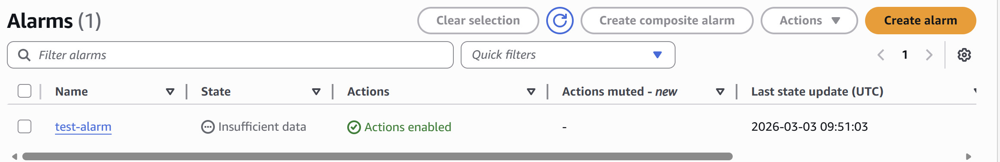 Alarms (1)
Clear selection
Create composite alarm
Actions
Create alarm
Filter alarms
Quick filters
1
Name
State
Actions
Actions muted - new
Last state update (UTC)
test-alarm
Insufficient data
Actions enabled
-
2026-03-03 09:51:03